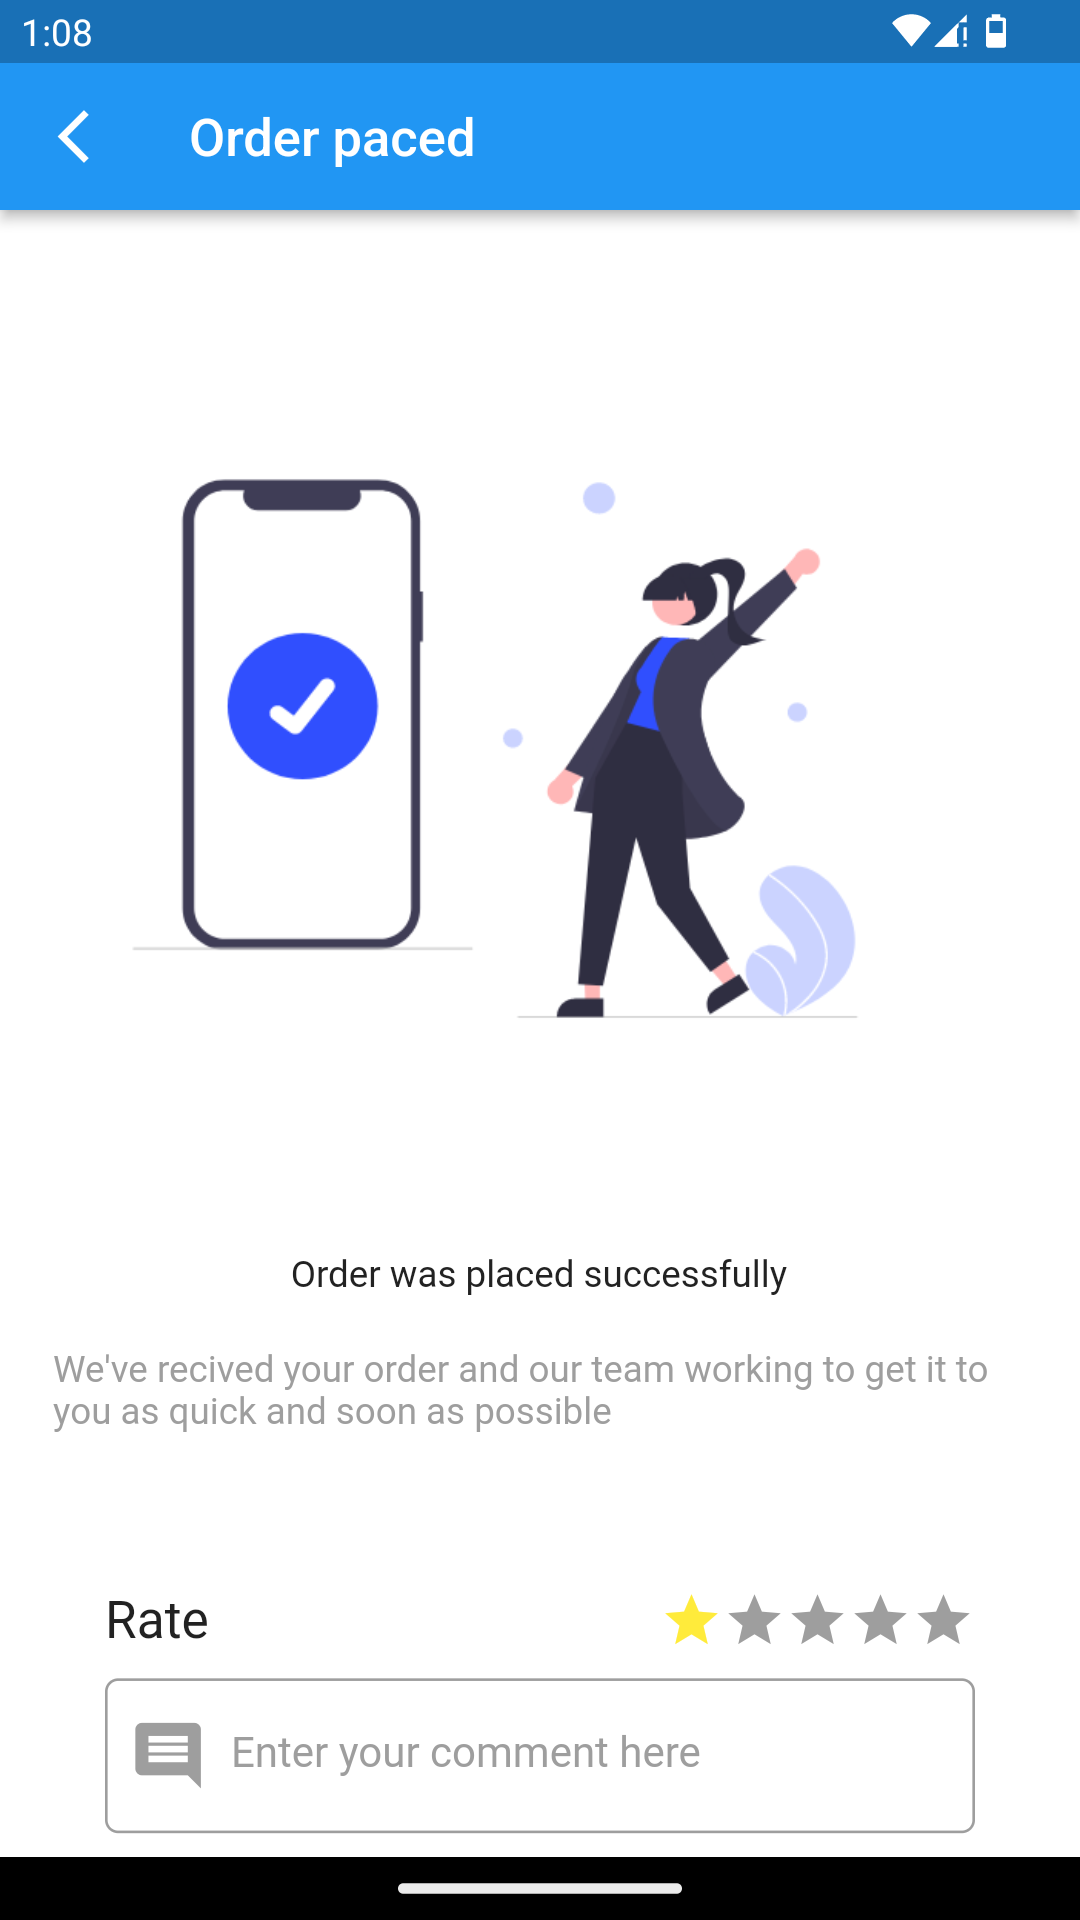 1:08
Order paced
Order was placed successfully
We've recived your order and our team working to get it to
you as quick and soon as possible
Rate
Enter your comment here